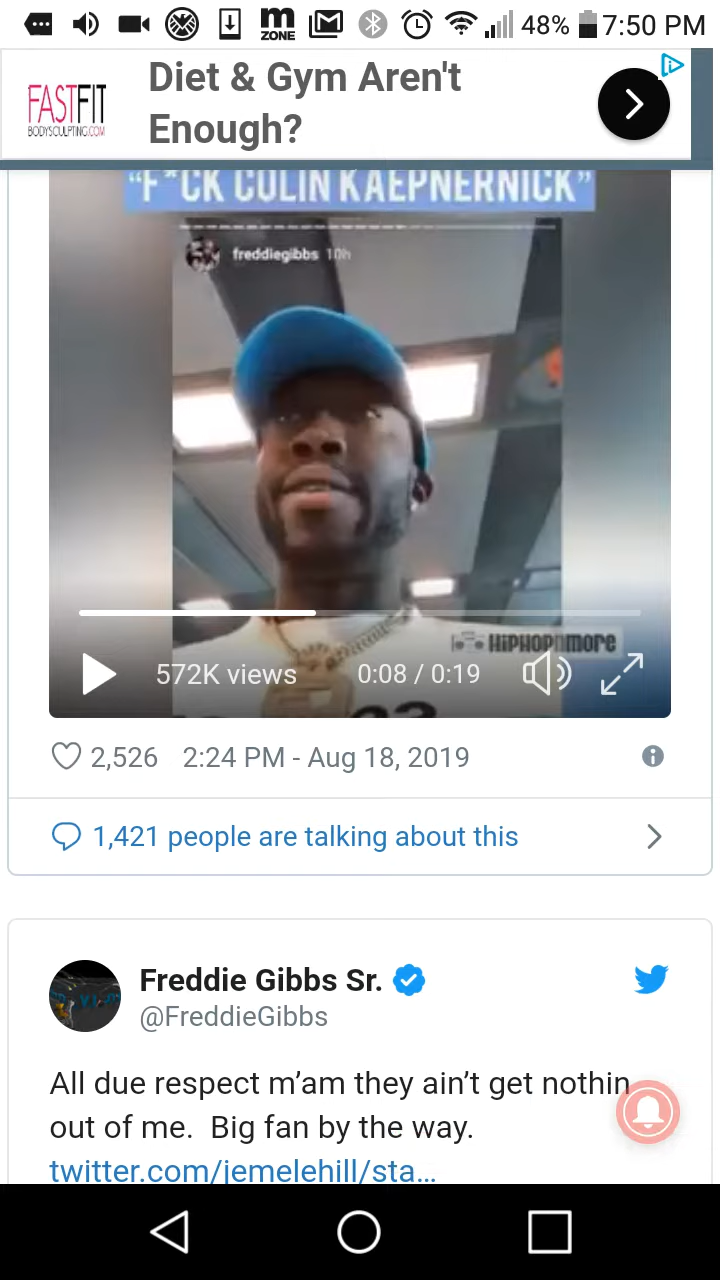 48% 7:50 PM
m
ZONE
FASTFIT
BODYSCULPTING.COM
Diet & Gym Aren't
Enough?
“F*CK COLIN KAEPNERNICK”
freddiegibbs 10h
HIPHOPNMORE
572K views 0:08 / 0:19
2,526 2:24 PM - Aug 18, 2019
1,421 people are talking about this
Freddie Gibbs Sr.
@FreddieGibbs
All due respect m’am they ain’t get nothin
out of me. Big fan by the way.
twitter.com/jemelehill/sta…